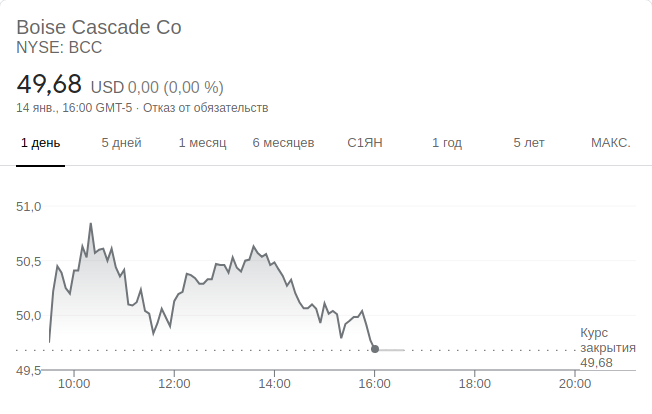 Boise Cascade Co
NYSE: BCC
49,68 USD 0,00 (0,00 %)
14 янв., 16:00 GMT-5 · Отказ от обязательств
1 день 5 дней 1 месяц 6 месяцев С1ЯН 1 год 5 лет МАКС.
51,0
50,5
50,0
Курс
закрытия
49,68
49,5
10:00 12:00 14:00 16:00 18:00 20:00